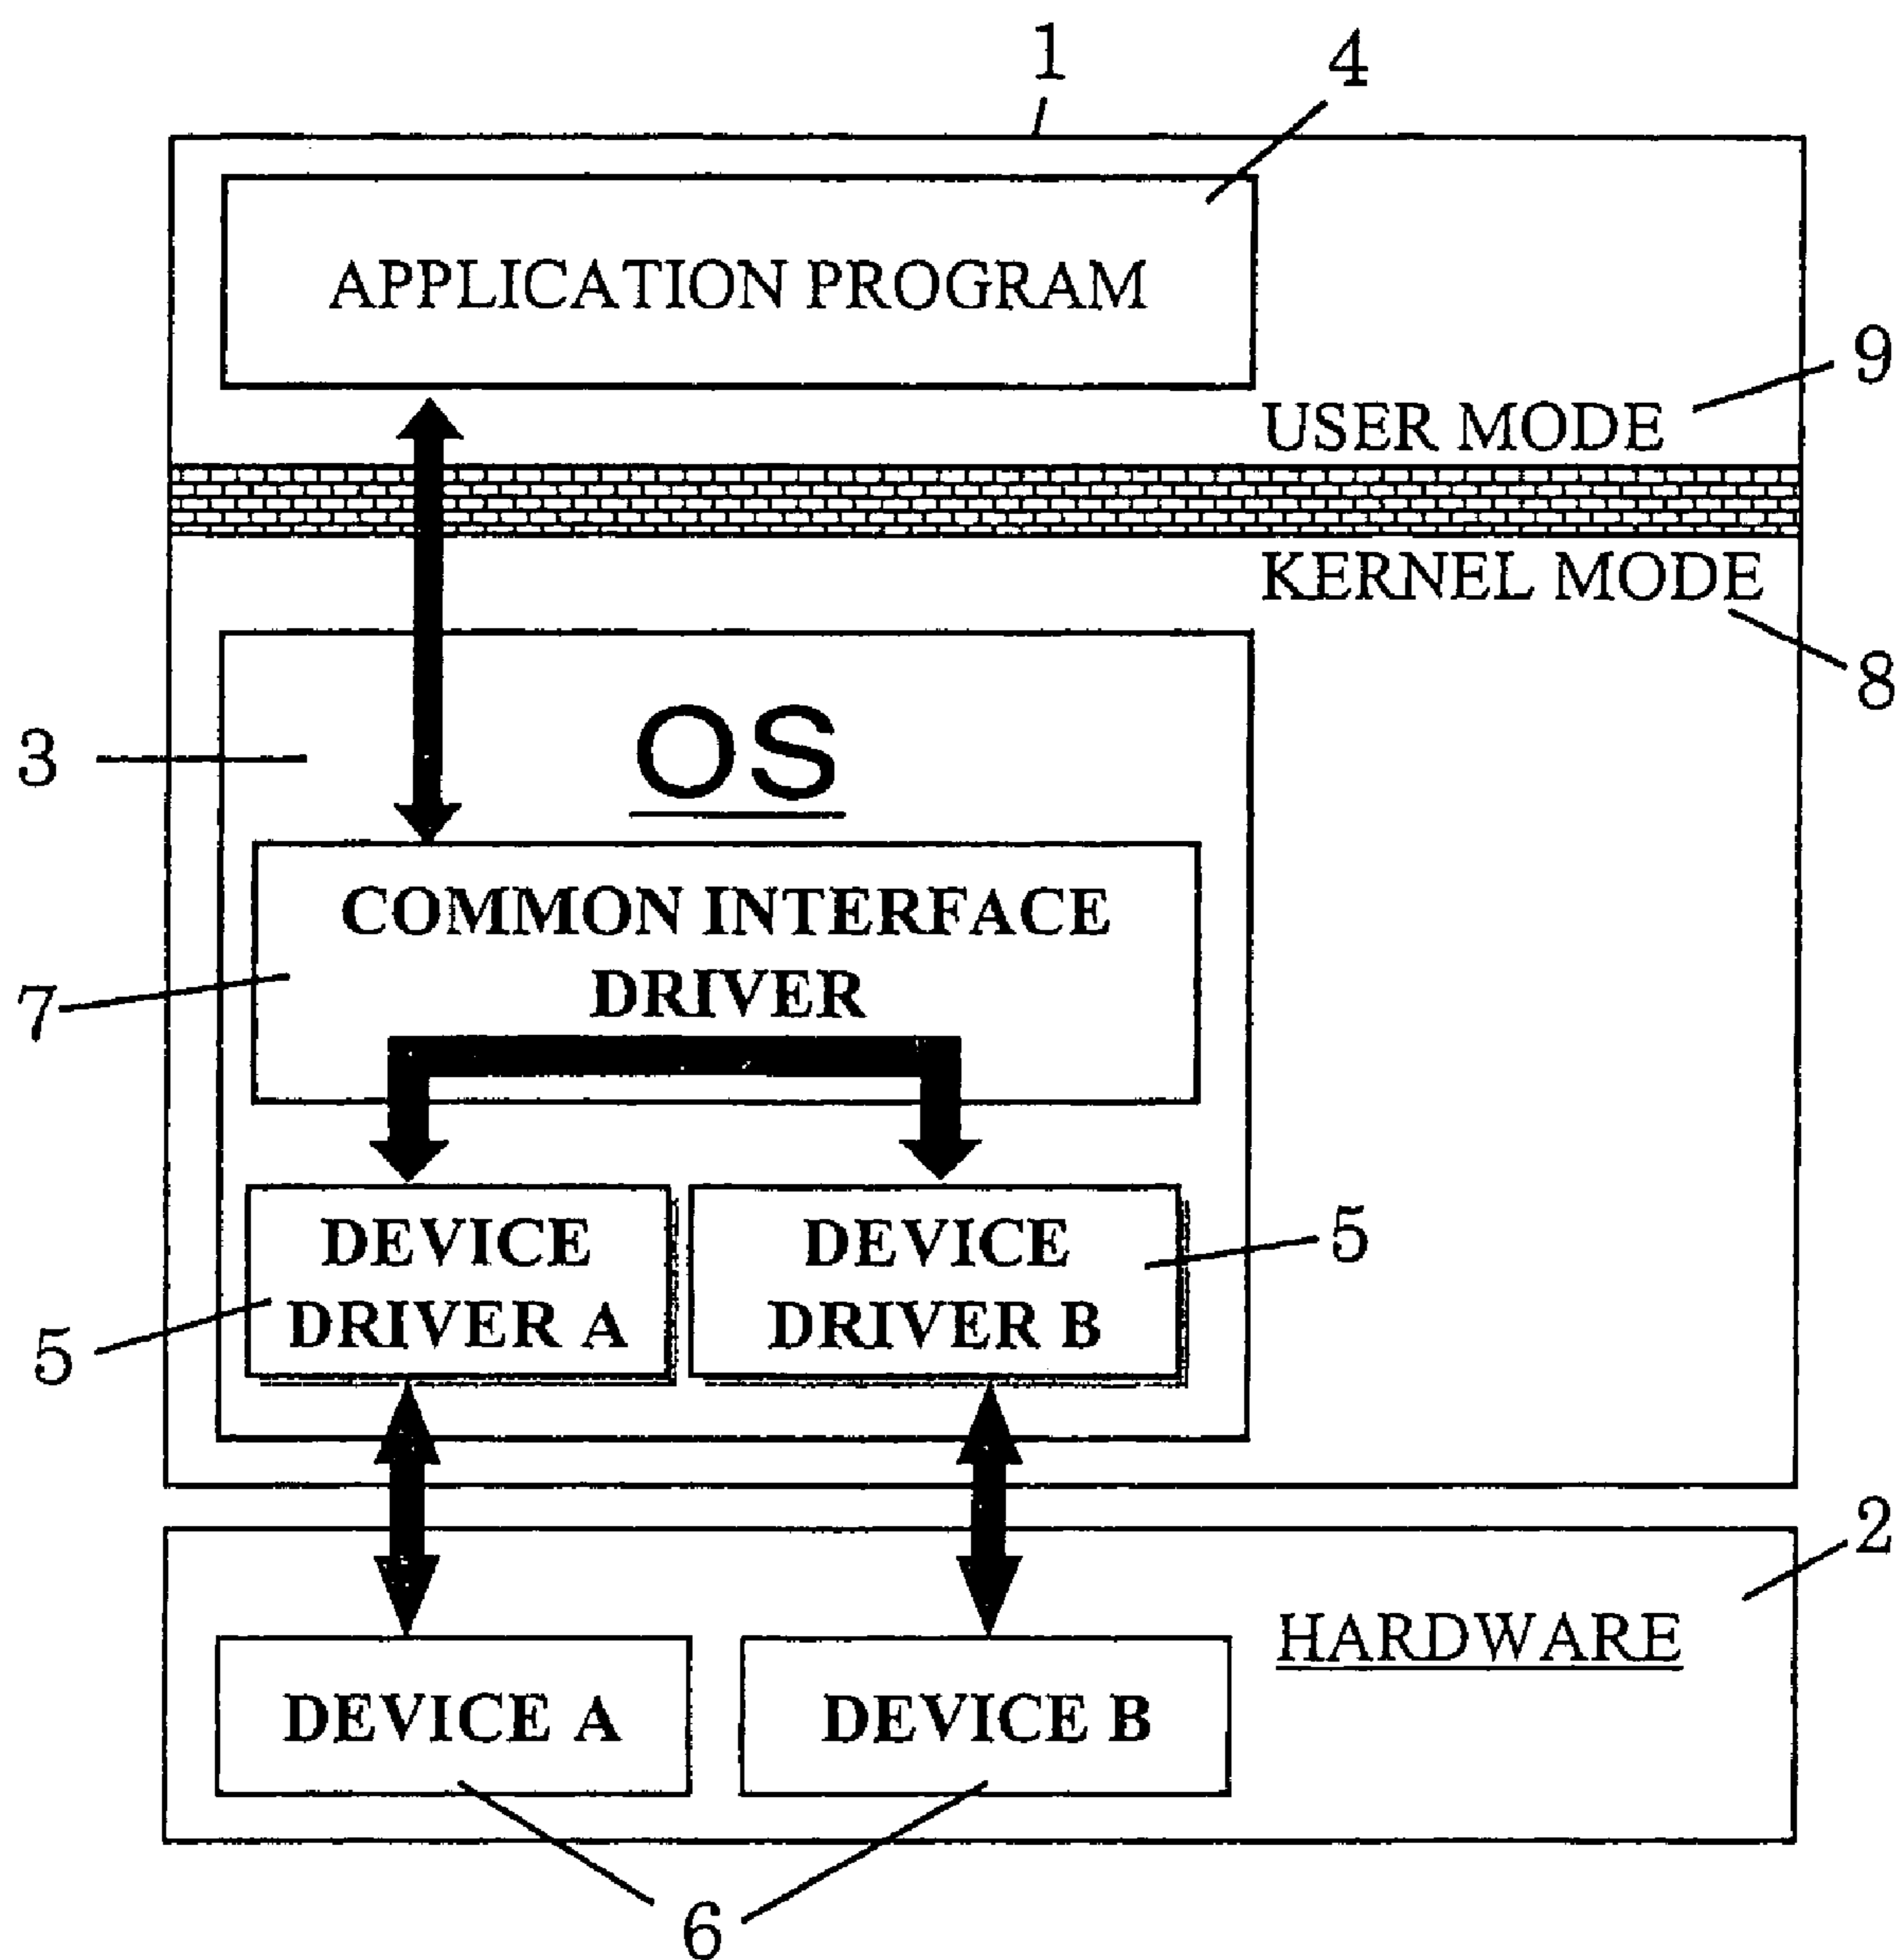 1
4
APPLICATION PROGRAM
9
USER MODE
KERNEL MODE
8
3
OS
COMMON INTERFACE
DRIVER
7
DEVICE
DRIVER A
DEVICE
DRIVER B
5
5
2
HARDWARE
DEVICE A
DEVICE B
6